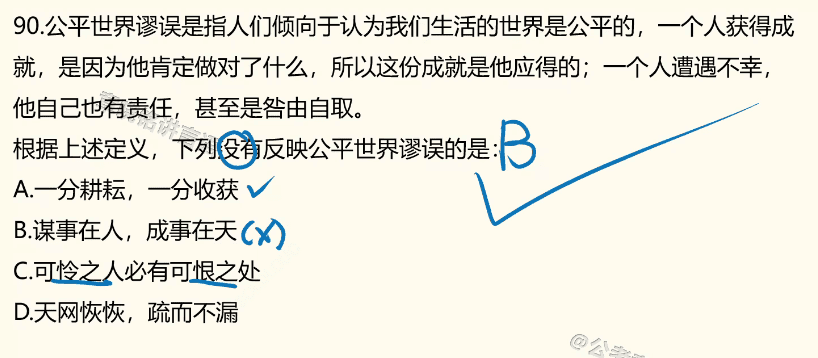 90.公平世界谬误是指人们倾向于认为我们生活的世界是公平的，一个人获得成
就，是因为他肯定做对了什么，所以这份成就是他应得的；一个人遭遇不幸，
他自己也有责任，甚至是咎由自取。
根据上述定义，下列没有反映公平世界谬误的是：B
A.一分耕耘，一分收获
B.谋事在人，成事在天(X)
C.可怜之人必有可恨之处
D.天网恢恢，疏而不漏
@公考